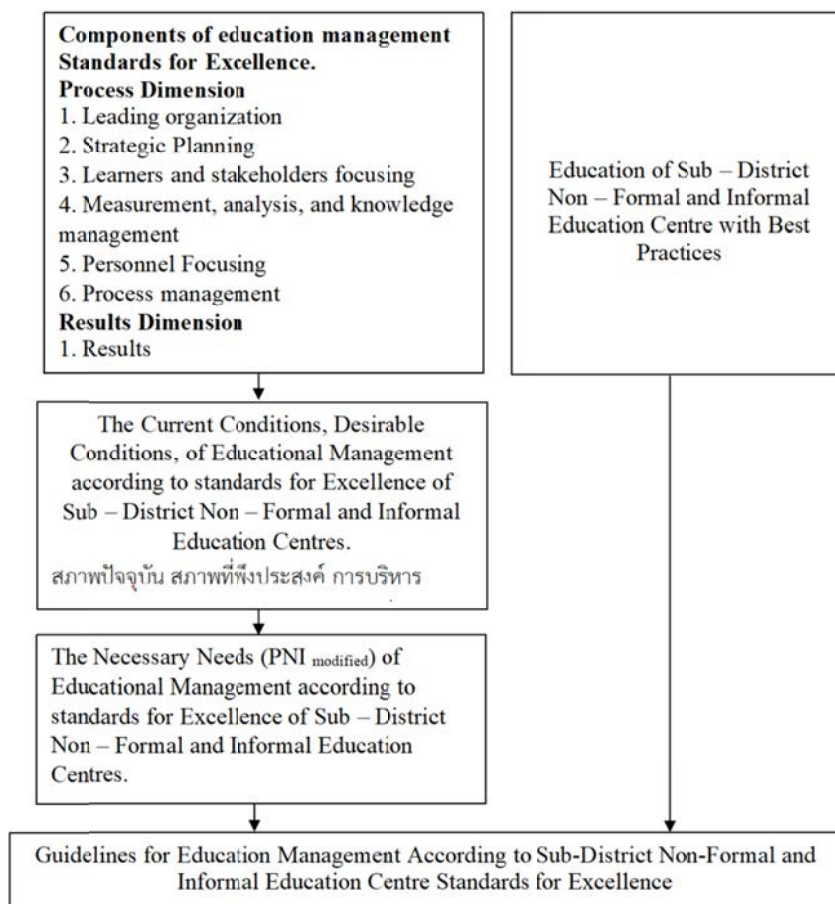 Components of education management
Standards for Excellence.
Process Dimension
1. Leading organization
2. Strategic Planning
3. Learners and stakeholders focusing
4. Measurement, analysis, and knowledge
management
5. Personnel Focusing
6. Process management
Results Dimension
1. Results
Education of Sub – District
Non – Formal and Informal
Education Centre with Best
Practices
The Current Conditions, Desirable
Conditions, of Educational Management
according to standards for Excellence of
Sub – District Non – Formal and Informal
Education Centres.
สภาพปัจจุบัน สภาพที่พึงประสงค์ การบริหาร
The Necessary Needs (PNI modified) of
Educational Management according to
standards for Excellence of Sub – District
Non – Formal and Informal Education
Centres.
Guidelines for Education Management According to Sub-District Non-Formal and
Informal Education Centre Standards for Excellence